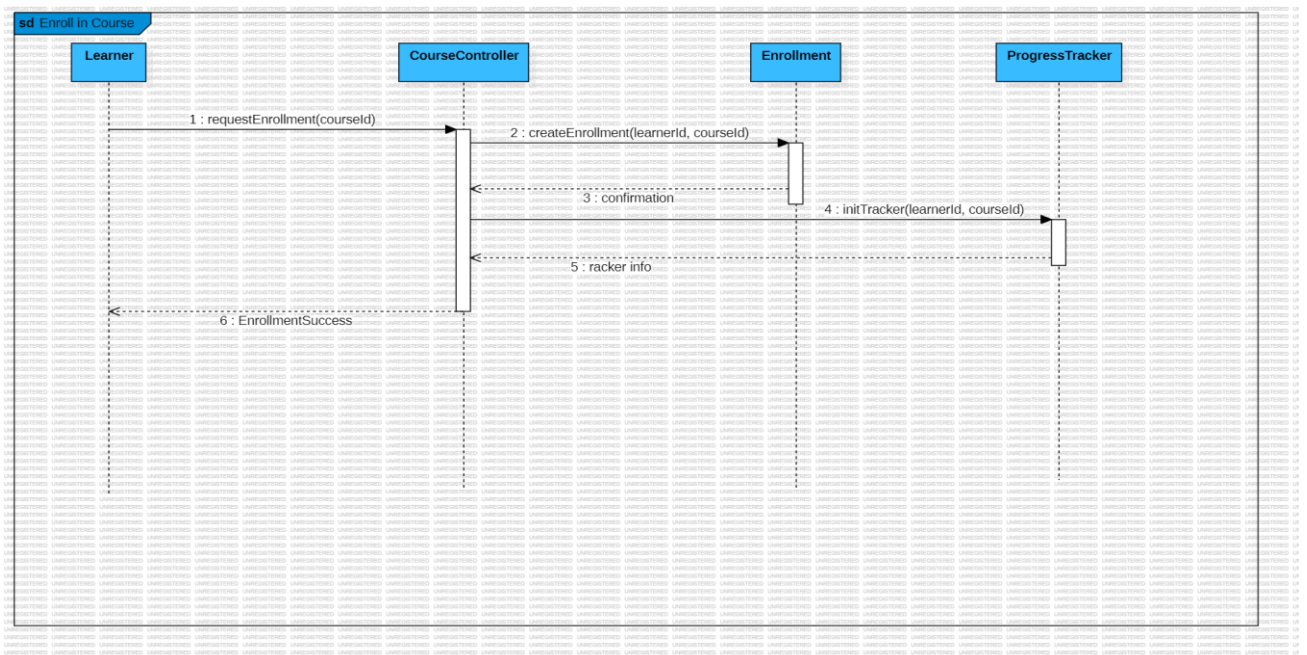 sd Enroll in Course
Learner
CourseController
Enrollment
ProgressTracker
1 : requestEnrollment(courseId)
2 : createEnrollment(learnerId, courseId)
3 : confirmation
4 : initTracker(learnerId, courseId)
5 : racker info
6 : EnrollmentSuccess
UNREGISTERED